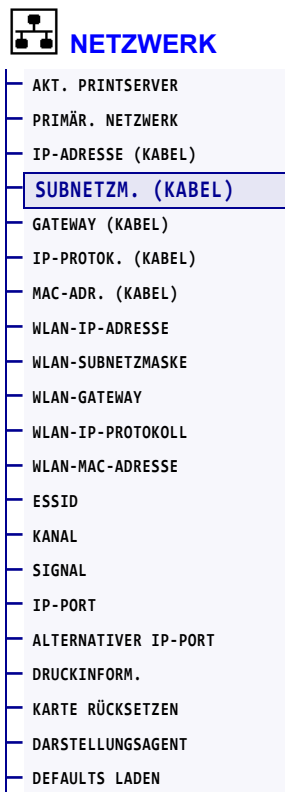 NETZWERK
AKT. PRINTSERVER
PRIMÄR. NETZWERK
IP-ADRESSE (KABEL)
SUBNETZM. (KABEL)
GATEWAY (KABEL)
IP-PROTOK. (KABEL)
MAC-ADR. (KABEL)
WLAN-IP-ADRESSE
WLAN-SUBNETZMASKE
WLAN-GATEWAY
WLAN-IP-PROTOKOLL
WLAN-MAC-ADRESSE
ESSID
KANAL
SIGNAL
IP-PORT
ALTERNATIVER IP-PORT
DRUCKINFORM.
KARTE RÜCKSETZEN
DARSTELLUNGSAGENT
DEFAULTS LADEN